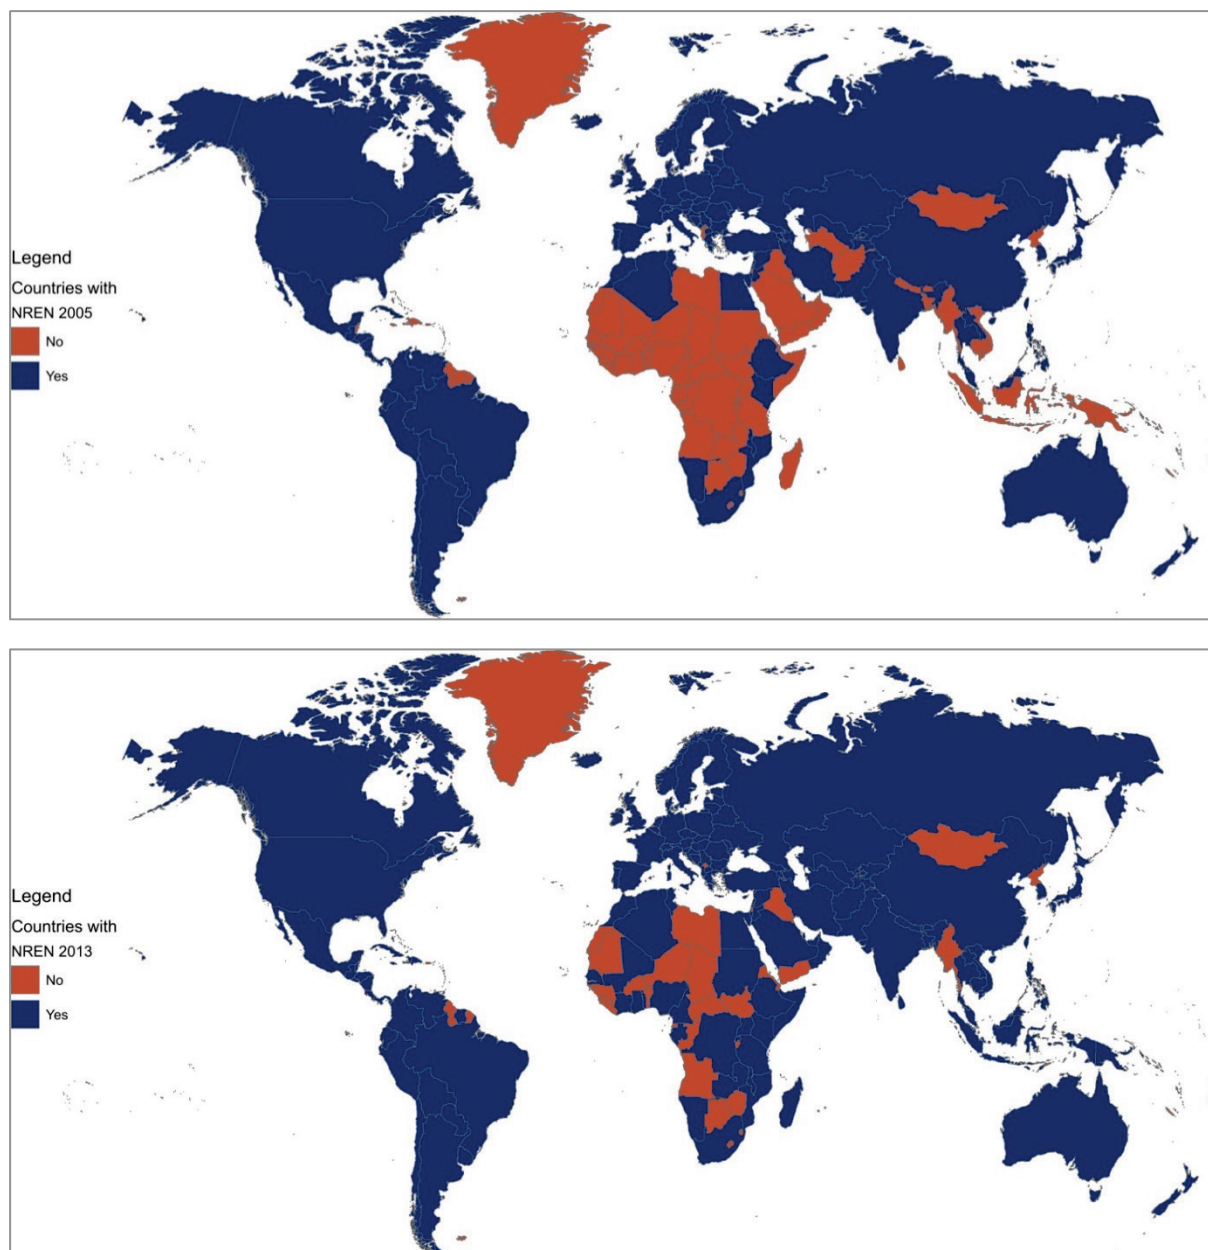 Legend
Countries with
NREN 2005
No
Yes
Legend
Countries with
NREN 2013
No
Yes